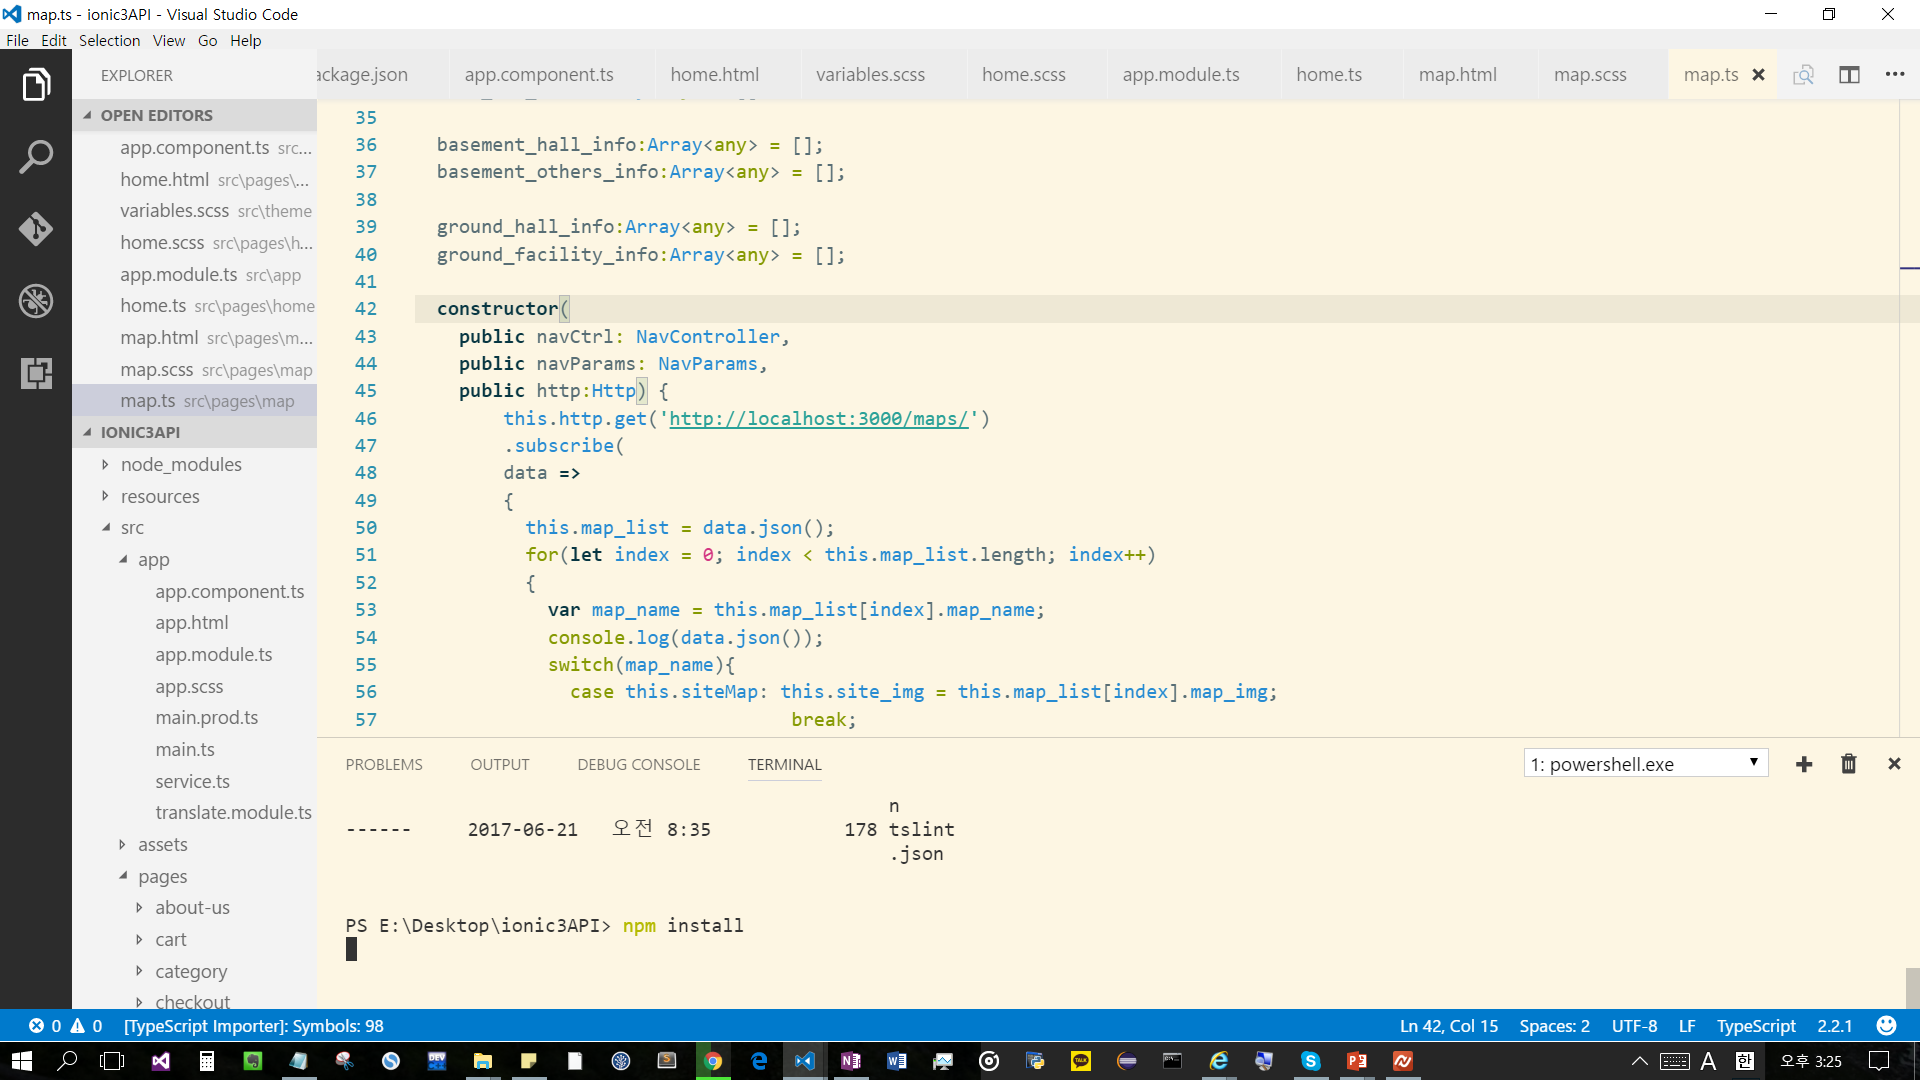 map.ts - ionic3API - Visual Studio Code
File Edit Selection View Go Help
EXPLORER
ackage.json app.component.ts home.html variables.scss home.scss app.module.ts home.ts map.html map.scss map.ts
OPEN EDITORS
app.component.ts src...
home.html src\pages\...
variables.scss src\theme
home.scss src\pages\h...
app.module.ts src\app
home.ts src\pages\home
map.html src\pages\m...
map.scss src\pages\map
map.ts src\pages\map
IONIC3API
node_modules
resources
src
app
app.component.ts
app.html
app.module.ts
app.scss
main.prod.ts
main.ts
service.ts
translate.module.ts
assets
pages
about-us
cart
category
checkout
35
36 basement_hall_info:Array<any> = [];
37 basement_others_info:Array<any> = [];
38
39 ground_hall_info:Array<any> = [];
40 ground_facility_info:Array<any> = [];
41
42 constructor(
43 public navCtrl: NavController,
44 public navParams: NavParams,
45 public http:Http) {
46 this.http.get('http://localhost:3000/maps/')
47 .subscribe(
48 data =>
49 {
50 this.map_list = data.json();
51 for(let index = 0; index < this.map_list.length; index++)
52 {
53 var map_name = this.map_list[index].map_name;
54 console.log(data.json());
55 switch(map_name){
56 case this.siteMap: this.site_img = this.map_list[index].map_img;
57 break;
PROBLEMS OUTPUT DEBUG CONSOLE TERMINAL 1: powershell.exe
n
------ 2017-06-21 오전 8:35 178 tslint
.json
PS E:\Desktop\ionic3API> npm install
0 0 [TypeScript Importer]: Symbols: 98 Ln 42, Col 15 Spaces: 2 UTF-8 LF TypeScript 2.2.1
A 한 오후 3:25